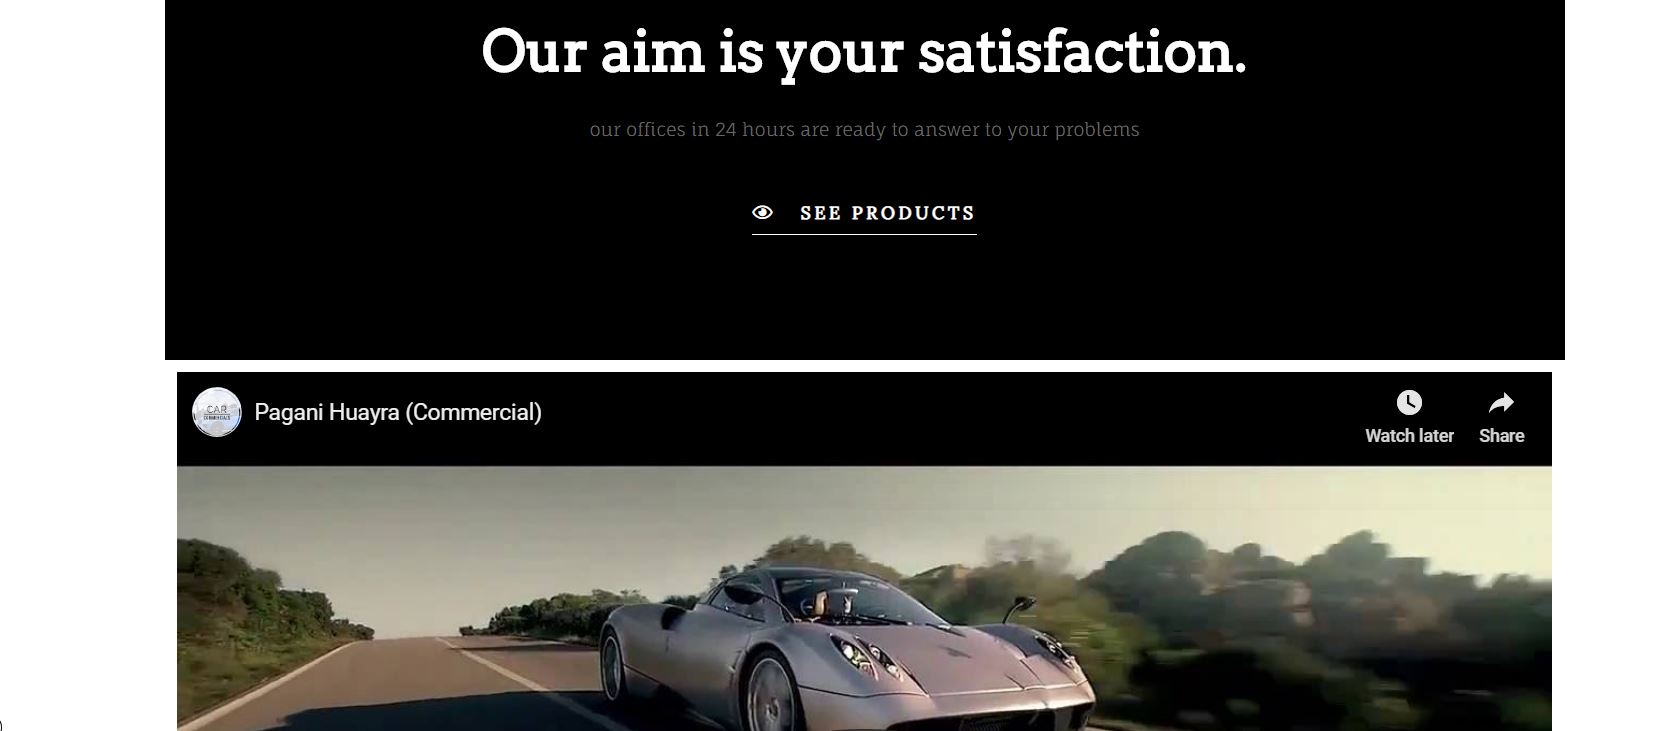 Our aim is your satisfaction.
our offices in 24 hours are ready to answer to your problems
SEE PRODUCTS
CAR
COMMERCIALS
Pagani Huayra (Commercial)
Watch later
Share